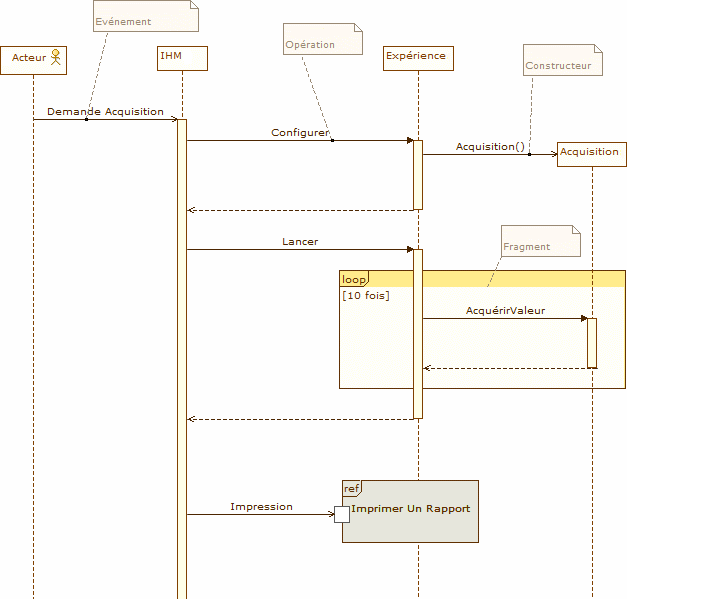 Evénement
Opération
Acteur
IHM
Expérience
Constructeur
Demande Acquisition
Configurer
Acquisition()
Acquisition
Lancer
Fragment
loop
[10 fois]
AcquérirValeur
ref
Impression
Imprimer Un Rapport